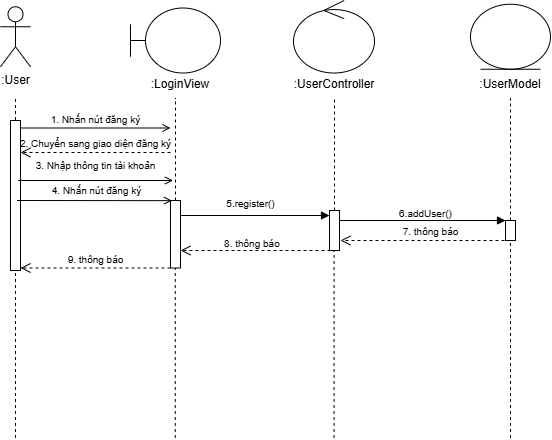 :User
:LoginView
:UserController
:UserModel
1. Nhấn nút đăng ký
2. Chuyển sang giao diện đăng ký
3. Nhập thông tin tài khoản
4. Nhấn nút đăng ký
5.register()
6.addUser()
7. thông báo
8. thông báo
9. thông báo